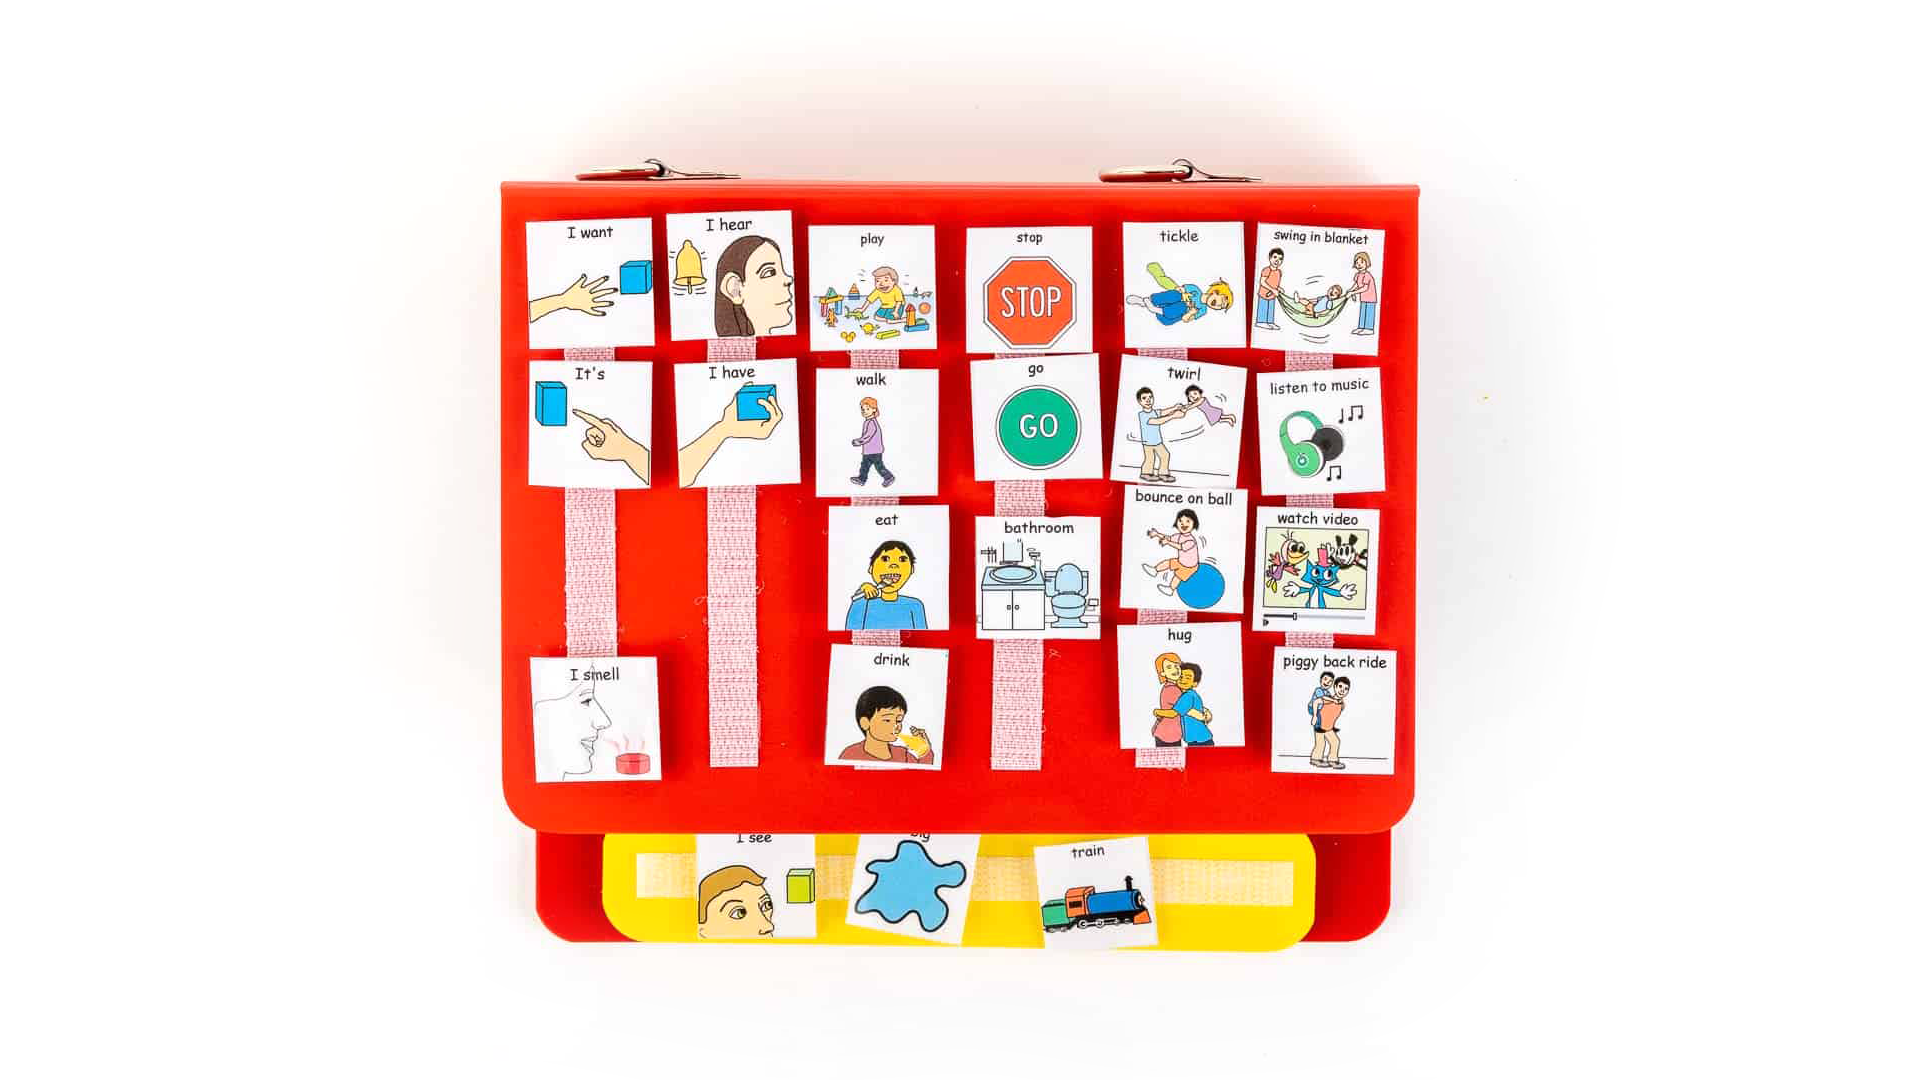 I want
I hear
play
stop
tickle
swing in blanket
STOP
It's
I have
walk
go
twirl
listen to music
GO
eat
bathroom
bounce on ball
watch video
I smell
drink
hug
piggy back ride
I see
train